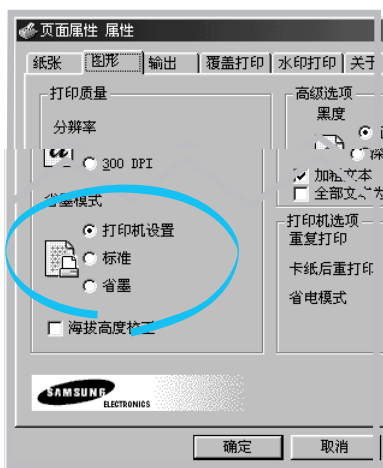 页面属性 属性
纸张 图形 输出 覆盖打印 水印打印 关于
打印质量
分辨率
300 DPI
省墨模式
打印机设置
标准
省墨
海拔高度校正
高级选项
黑度
加粗文本
全部文
打印机选项
重复打印
卡纸后重打印
省电模式
SAMSUNG
ELECTRONICS
确定 取消